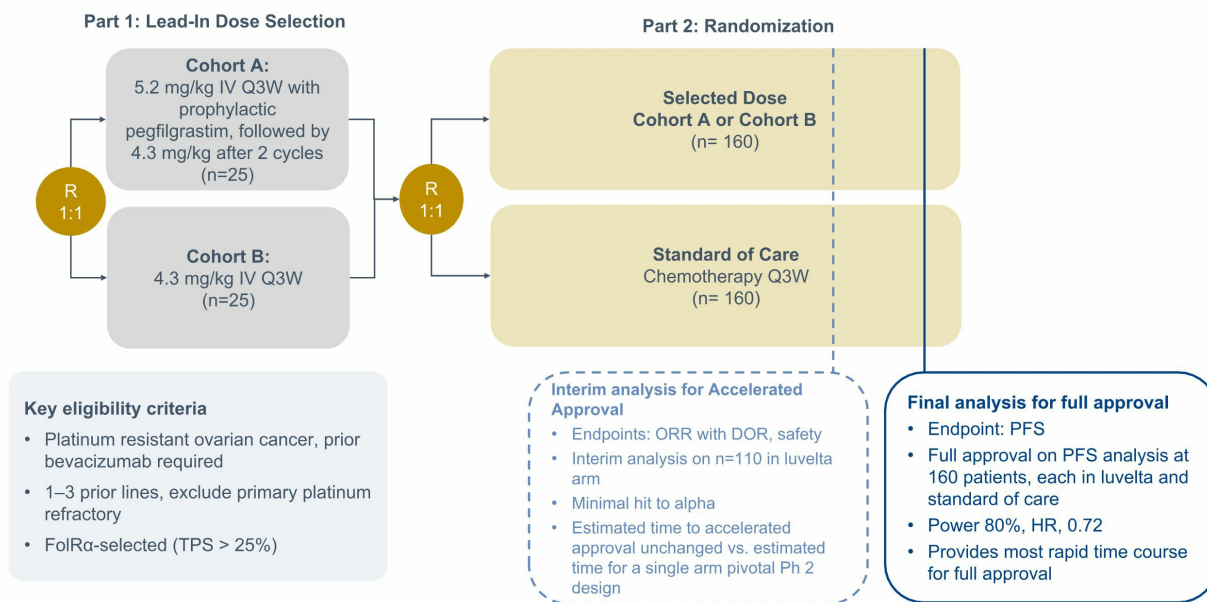 Part 1: Lead-In Dose Selection
Part 2: Randomization
R
1:1
Cohort A:
5.2 mg/kg IV Q3W with
prophylactic
pegfilgrastim, followed by
4.3 mg/kg after 2 cycles
(n=25)
Cohort B:
4.3 mg/kg IV Q3W
(n=25)
R
1:1
Selected Dose
Cohort A or Cohort B
(n= 160)
Standard of Care
Chemotherapy Q3W
(n= 160)
Key eligibility criteria
• Platinum resistant ovarian cancer, prior
bevacizumab required
• 1–3 prior lines, exclude primary platinum
refractory
• FolRα-selected (TPS > 25%)
Interim analysis for Accelerated
Approval
• Endpoints: ORR with DOR, safety
• Interim analysis on n=110 in luvelta
arm
• Minimal hit to alpha
• Estimated time to accelerated
approval unchanged vs. estimated
time for a single arm pivotal Ph 2
design
Final analysis for full approval
• Endpoint: PFS
• Full approval on PFS analysis at
160 patients, each in luvelta and
standard of care
• Power 80%, HR, 0.72
• Provides most rapid time course
for full approval